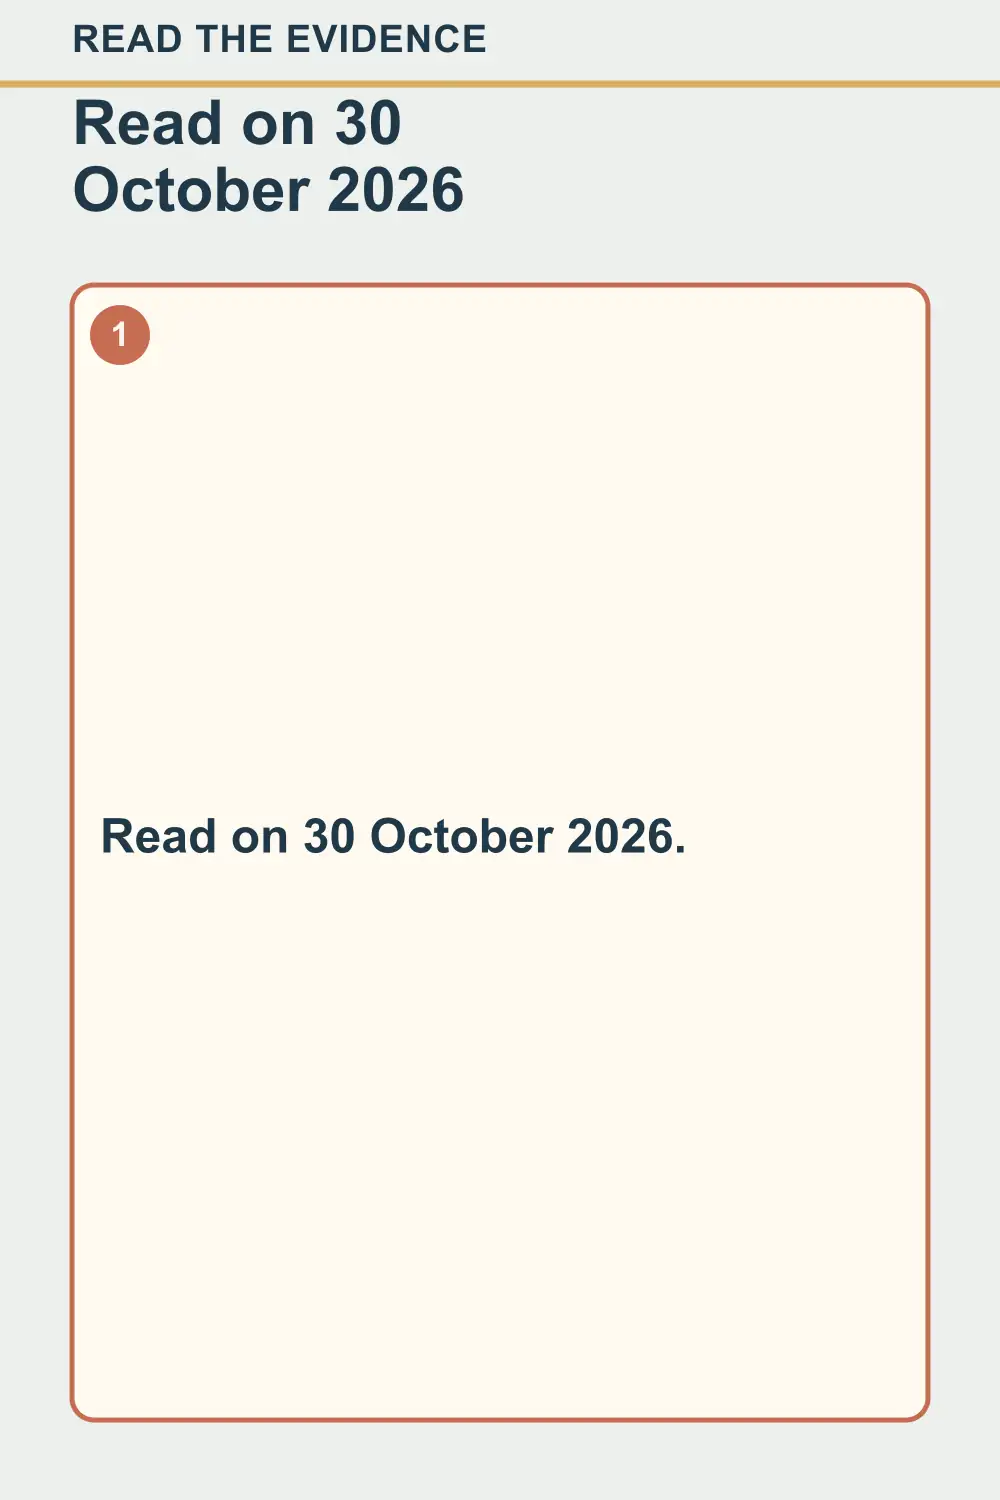 READ THE EVIDENCE
Read on 30
October 2026
1
Read on 30 October 2026.